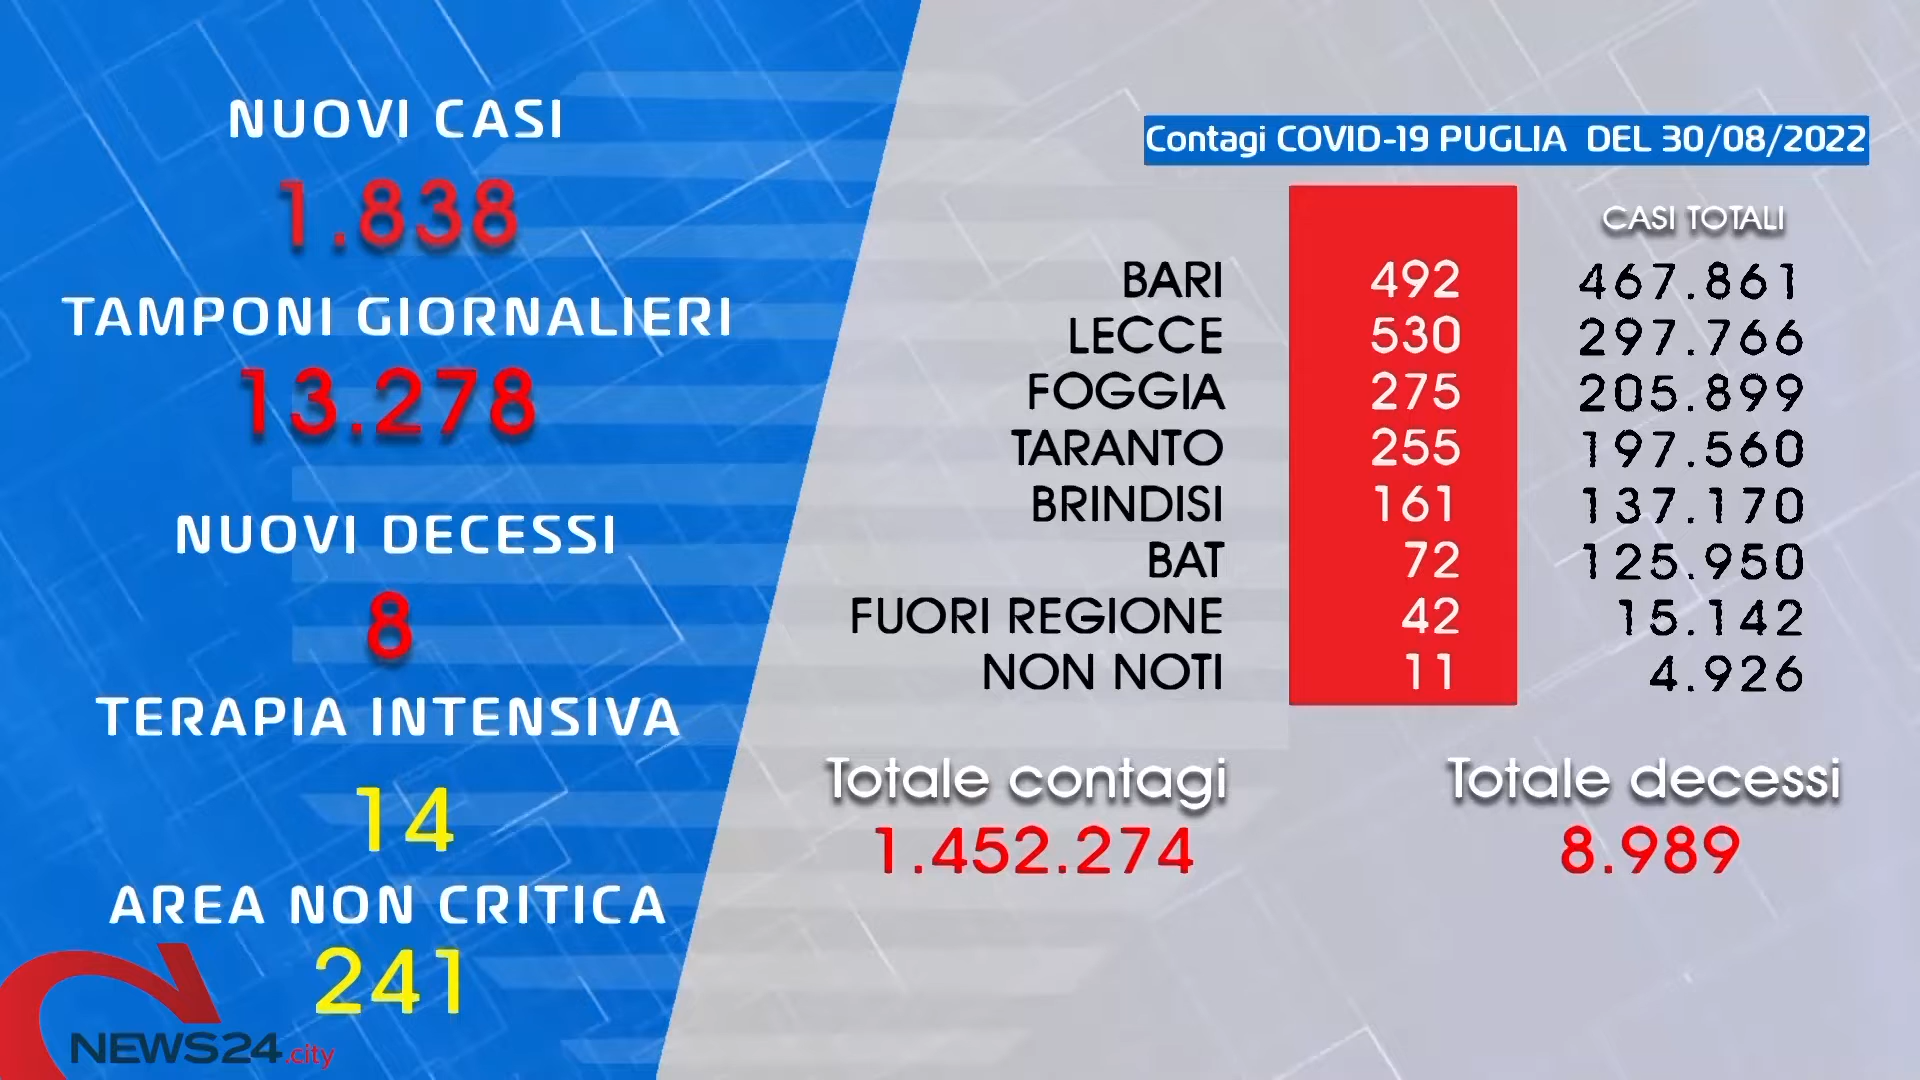 NUOVI CASI
1.838
TAMPONI GIORNALIERI
13.278
NUOVI DECESSI
8
TERAPIA INTENSIVA
14
AREA NON CRITICA
241
NEWS24.city
Contagi COVID-19 PUGLIA DEL 30/08/2022
CASI TOTALI
BARI 492 467.861
LECCE 530 297.766
FOGGIA 275 205.899
TARANTO 255 197.560
BRINDISI 161 137.170
BAT 72 125.950
FUORI REGIONE 42 15.142
NON NOTI 11 4.926
Totale contagi
1.452.274
Totale decessi
8.989